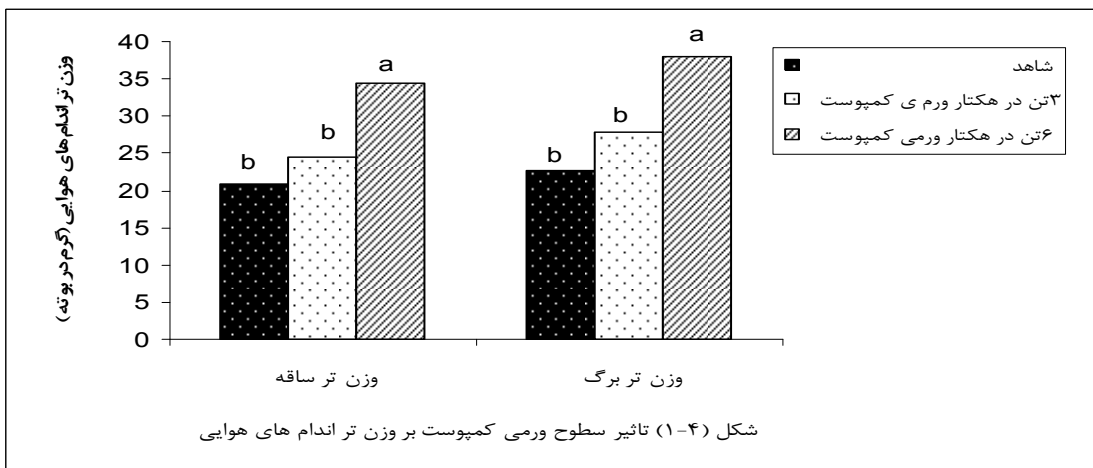 وزن تر اندام‌های هوایی(گرم در بوته)
40
35
30
25
20
15
10
5
0
b
b
a
b
b
a
وزن تر ساقه
وزن تر برگ
شاهد
۳تن در هکتار ورم ی کمپوست
۶تن در هکتار ورمی کمپوست
شکل (۴-۱) تاثیر سطوح ورمی کمپوست بر وزن تر اندام های هوایی